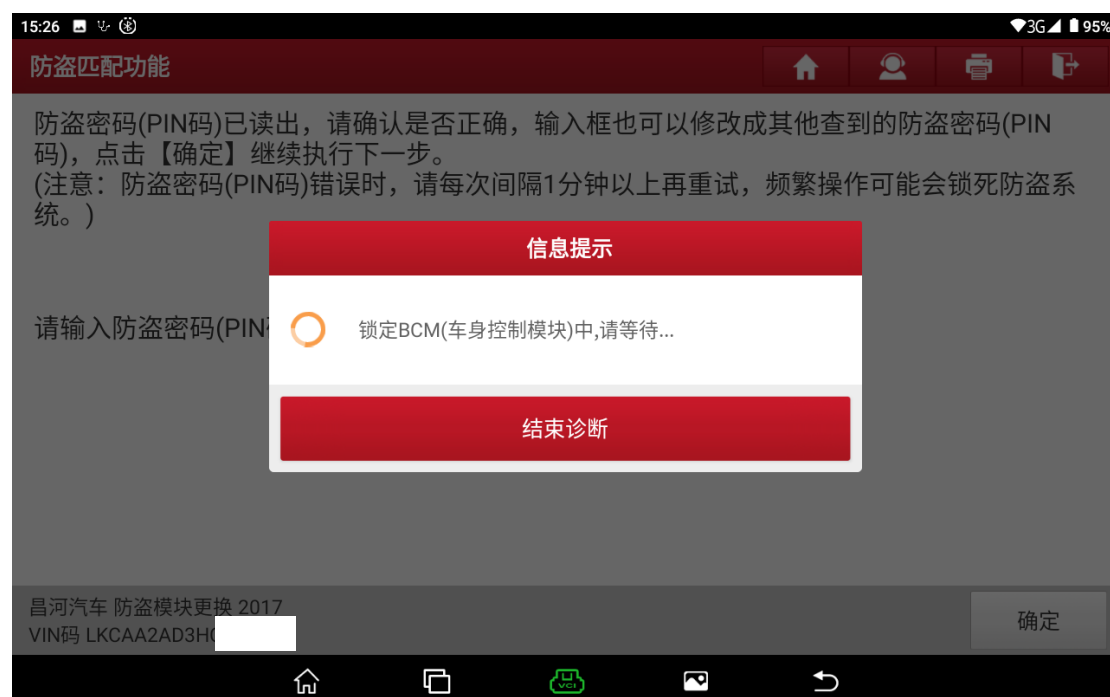 15:26
3G
95%
防盗匹配功能
防盗密码(PIN码)已读出，请确认是否正确，输入框也可以修改成其他查到的防盗密码(PIN
码)，点击【确定】继续执行下一步。
(注意：防盗密码(PIN码)错误时，请每次间隔1分钟以上再重试，频繁操作可能会锁死防盗系
统。)
信息提示
请输入防盗密码(PIN
锁定BCM(车身控制模块)中,请等待...
结束诊断
昌河汽车 防盗模块更换 2017
VIN码 LKCAA2AD3H
确定
VCI